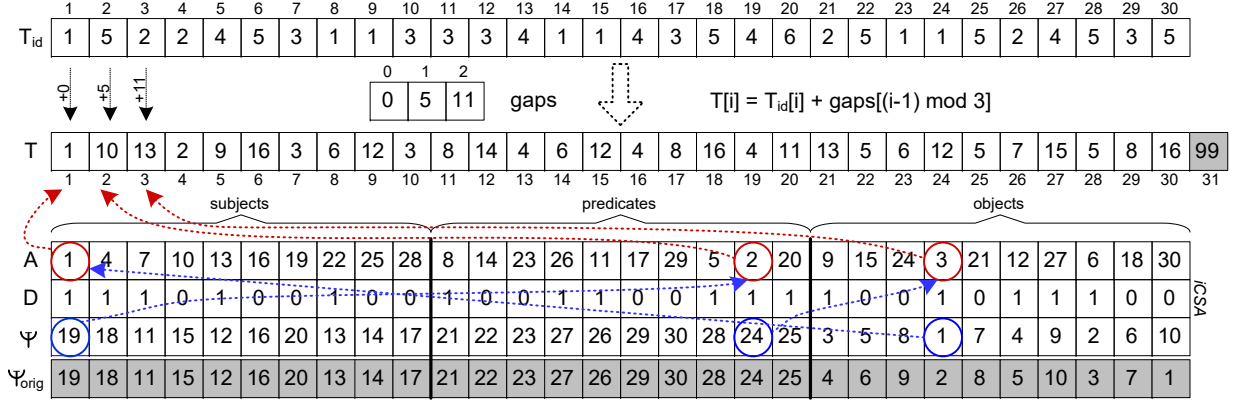 1 2 3 4 5 6 7 8 9 10 11 12 13 14 15 16 17 18 19 20 21 22 23 24 25 26 27 28 29 30
Tid 1 5 2 2 4 5 3 1 1 3 3 3 4 1 1 4 3 5 4 6 2 5 1 1 5 2 4 5 3 5
0 1 2
+0 +5 +11
0 5 11 gaps T[i] = Tid[i] + gaps[(i-1) mod 3]
T 1 10 13 2 9 16 3 6 12 3 8 14 4 6 12 4 8 16 4 11 13 5 6 12 5 7 15 5 8 16 99
1 2 3 4 5 6 7 8 9 10 11 12 13 14 15 16 17 18 19 20 21 22 23 24 25 26 27 28 29 30 31
subjects predicates objects
A 1 4 7 10 13 16 19 22 25 28 8 14 23 26 11 17 29 5 2 20 9 15 24 3 21 12 27 6 18 30
D 1 1 1 0 1 0 0 1 0 0 1 0 0 1 1 0 0 1 1 1 1 0 0 1 0 1 1 1 0 0
iCSA
Ψ 19 18 11 15 12 16 20 13 14 17 21 22 23 27 26 29 30 28 24 25 3 5 8 1 7 4 9 2 6 10
Ψorig 19 18 11 15 12 16 20 13 14 17 21 22 23 27 26 29 30 28 24 25 4 6 9 2 8 5 10 3 7 1